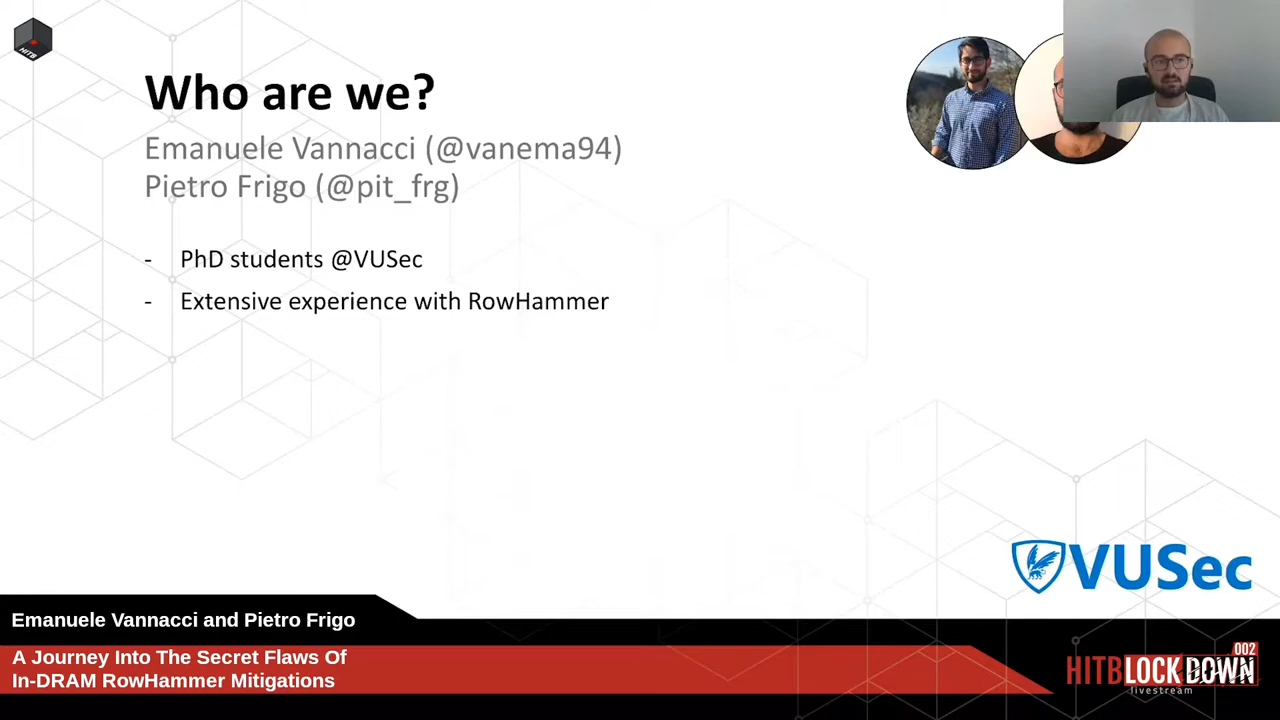 HITB
Who are we?
Emanuele Vannacci (@vanema94)
Pietro Frigo (@pit_frg)
- PhD students @VUSec
- Extensive experience with RowHammer
VUSec
Emanuele Vannacci and Pietro Frigo
A Journey Into The Secret Flaws Of
In-DRAM RowHammer Mitigations
HITBLOCKDOWN 002
livestream